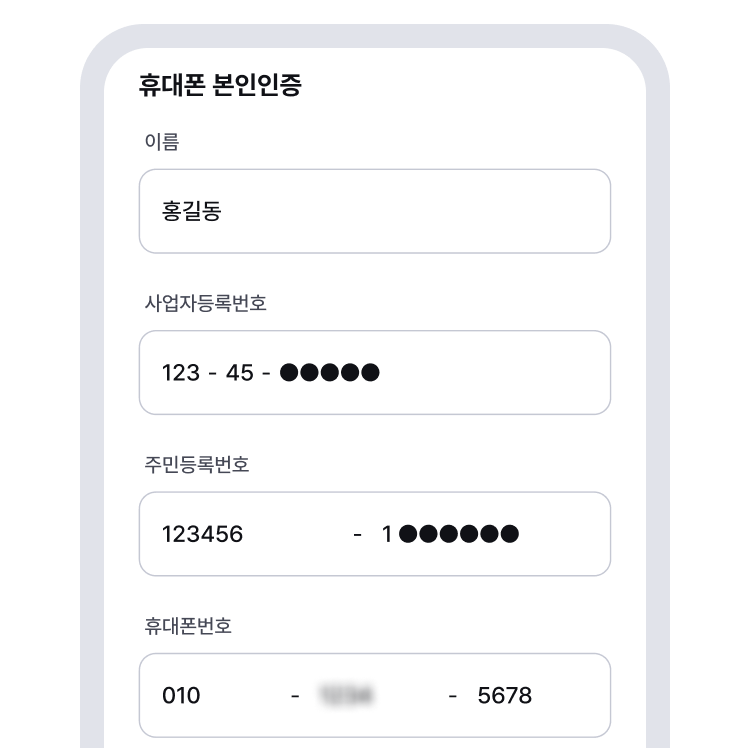 휴대폰 본인인증
이름
홍길동
사업자등록번호
123 - 45 - ●●●●●
주민등록번호
123456 - 1●●●●●●
휴대폰번호
010 - - 5678